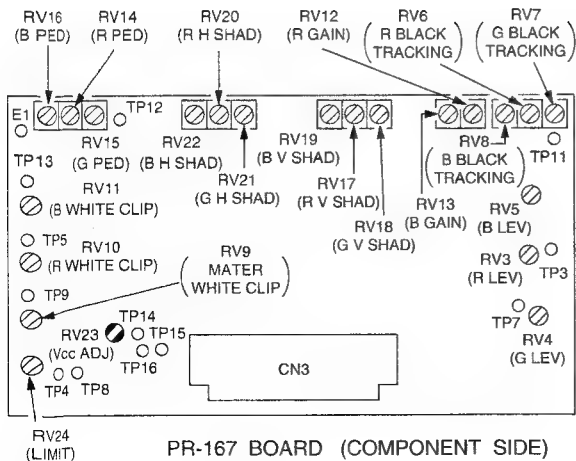 RV16
(B PED)
RV14
(R PED)
RV20
(R H SHAD)
RV12
(R GAIN)
RV6
(R BLACK
TRACKING)
RV7
(G BLACK
TRACKING)
E1
TP12
TP13
RV15
(G PED)
RV22
(B H SHAD)
RV21
(G H SHAD)
RV19
(B V SHAD)
RV17
(R V SHAD)
RV18
(G V SHAD)
RV13
(B GAIN)
RV8
(B BLACK
TRACKING)
TP11
RV11
(B WHITE CLIP)
TP5
RV10
(R WHITE CLIP)
TP9
RV9
(MATER
WHITE CLIP)
RV5
(B LEV)
RV3
(R LEV)
TP3
TP7
RV4
(G LEV)
TP14
RV23
(Vcc ADJ)
TP15
TP16
TP4
TP8
CN3
RV24
(LIMIT)
PR-167 BOARD (COMPONENT SIDE)